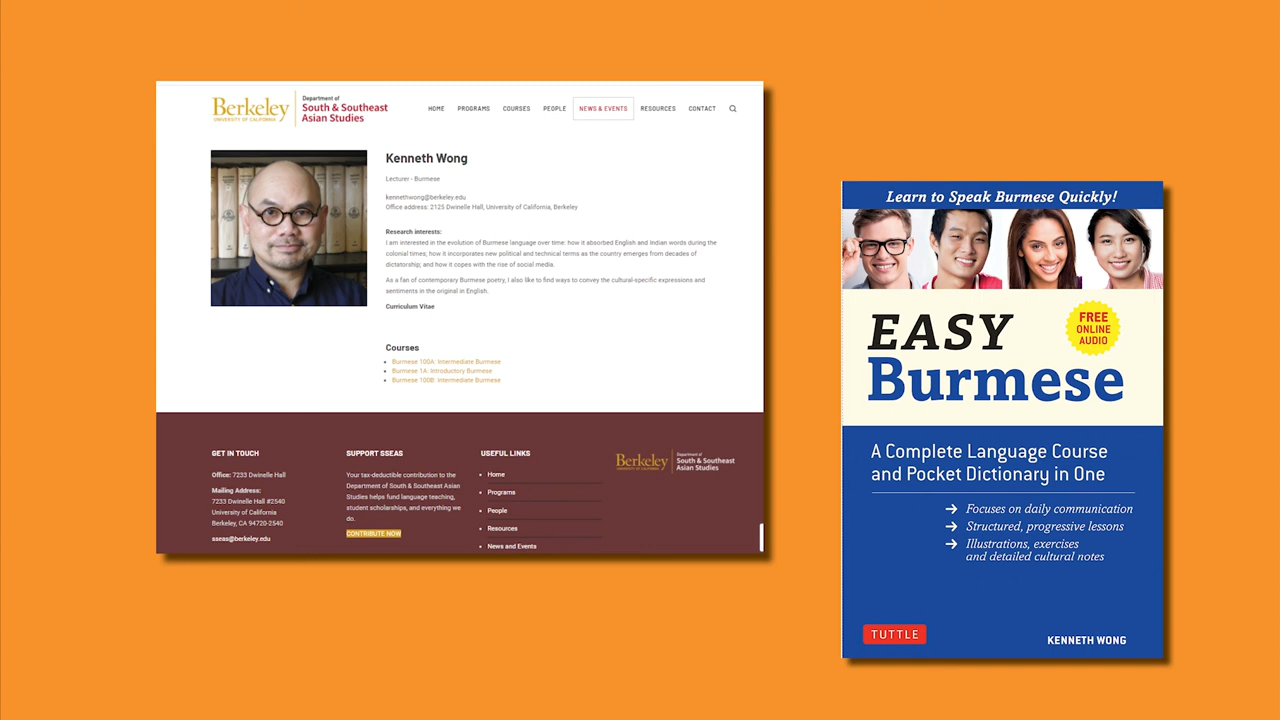 Berkeley
UNIVERSITY OF CALIFORNIA
Department of
South & Southeast
Asian Studies
HOME PROGRAMS COURSES PEOPLE NEWS & EVENTS RESOURCES CONTACT
Kenneth Wong
Lecturer - Burmese
kennethwong@berkeley.edu
Office address: 2125 Dwinelle Hall, University of California, Berkeley
Research interests:
I am interested in the evolution of Burmese language over time: how it absorbed English and Indian words during the
colonial times; how it incorporates new political and technical terms as the country emerges from decades of
dictatorship; and how it copes with the rise of social media.
As a fan of contemporary Burmese poetry, I also like to find ways to convey the cultural-specific expressions and
sentiments in the original in English.
Curriculum Vitae
Courses
Burmese 100A: Intermediate Burmese
Burmese 1A: Introductory Burmese
Burmese 100B: Intermediate Burmese
GET IN TOUCH
Office: 7233 Dwinelle Hall
Mailing Address:
7233 Dwinelle Hall #2540
University of California
Berkeley, CA 94720-2540
sseas@berkeley.edu
SUPPORT SSEAS
Your tax-deductible contribution to the
Department of South & Southeast Asian
Studies helps fund language teaching,
student scholarships, and everything we
do.
CONTRIBUTE NOW
USEFUL LINKS
Home
Programs
People
Resources
News and Events
Berkeley
UNIVERSITY OF CALIFORNIA
Department of
South & Southeast
Asian Studies
Learn to Speak Burmese Quickly!
EASY
Burmese
FREE
ONLINE
AUDIO
A Complete Language Course
and Pocket Dictionary in One
→ Focuses on daily communication
→ Structured, progressive lessons
→ Illustrations, exercises
and detailed cultural notes
TUTTLE
KENNETH WONG